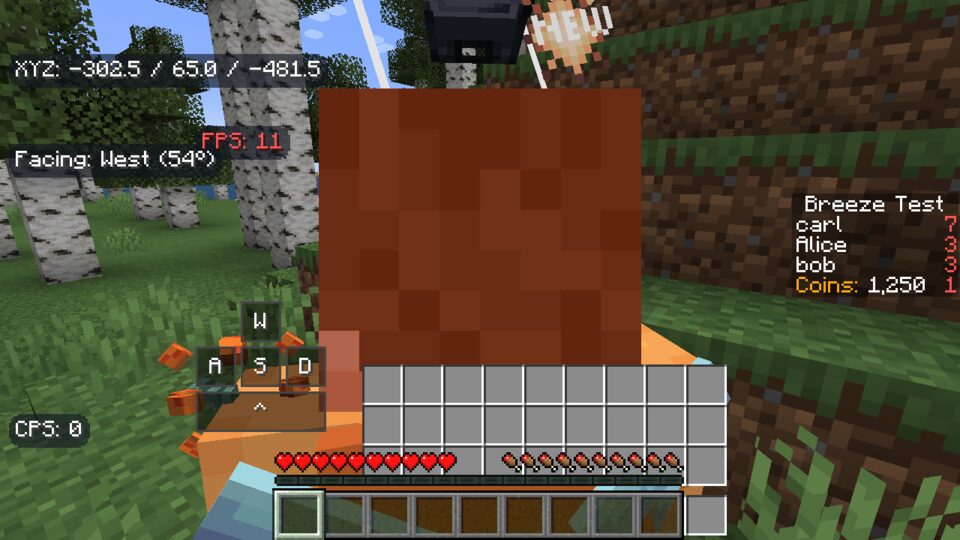 NEW
XYZ: -302.5 / 65.0 / -481.5
FPS: 11
Facing: West (54º)
Breeze Test
carl 7
Alice 3
bob 3
Coins: 1,250 1
W
A S D
^
CPS: 0